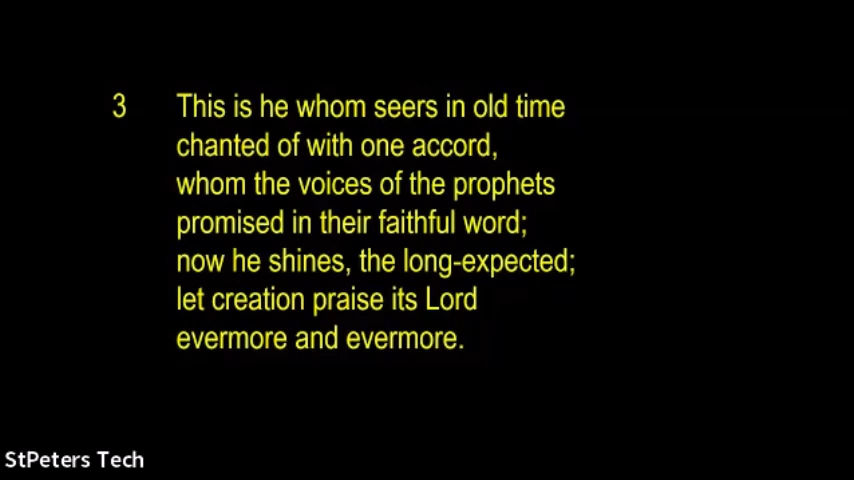 3 This is he whom seers in old time
chanted of with one accord,
whom the voices of the prophets
promised in their faithful word;
now he shines, the long-expected;
let creation praise its Lord
evermore and evermore.
StPeters Tech